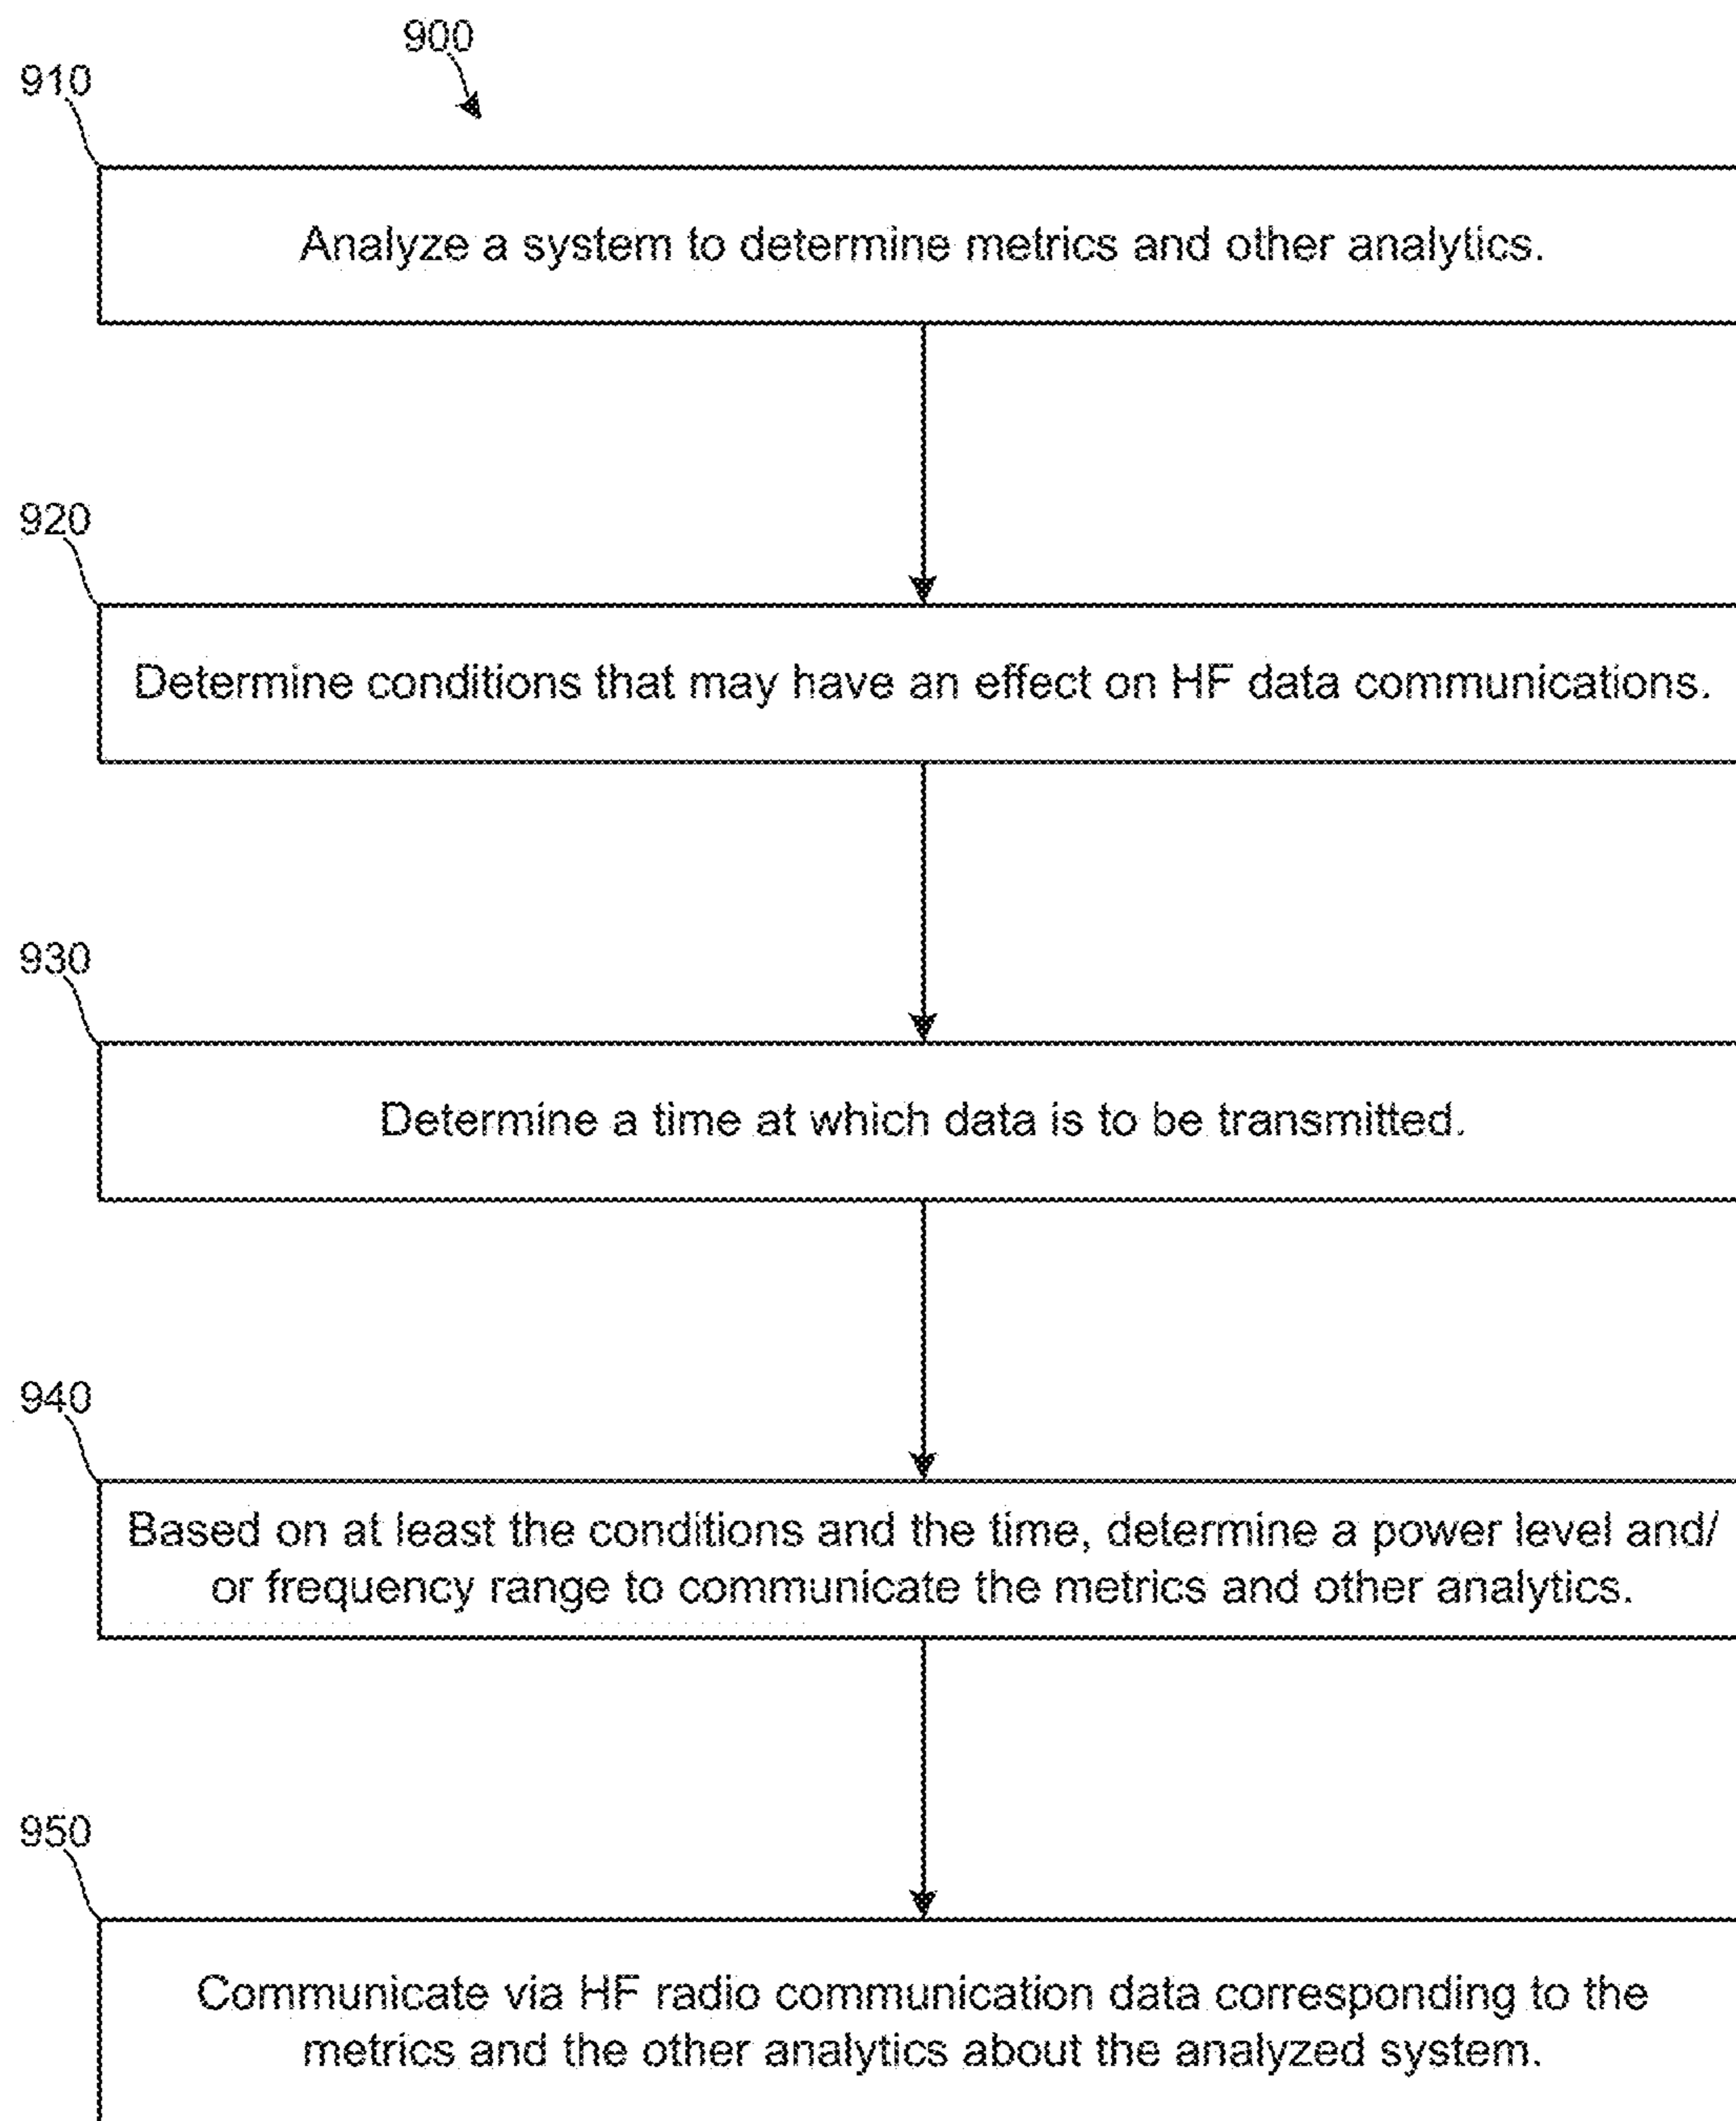 900
910
Analyze a system to determine metrics and other analytics.
920
Determine conditions that may have an effect on HF data communications.
930
Determine a time at which data is to be transmitted.
940
Based on at least the conditions and the time, determine a power level and/
or frequency range to communicate the metrics and other analytics.
950
Communicate via HF radio communication data corresponding to the
metrics and the other analytics about the analyzed system.